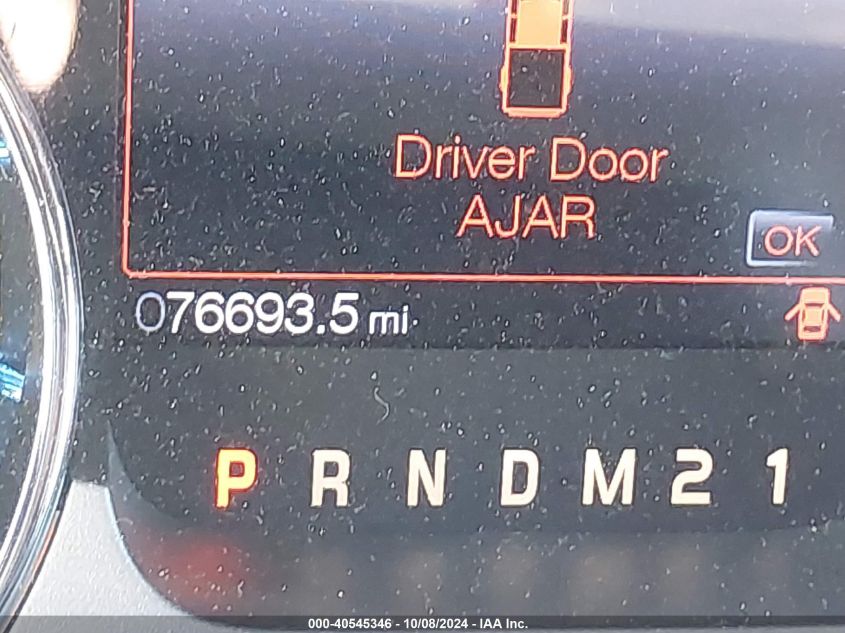 Driver Door
AJAR
OK
076693.5 mi
P R N D M 2 1
000-40545346 - 10/08/2024 - IAA Inc.